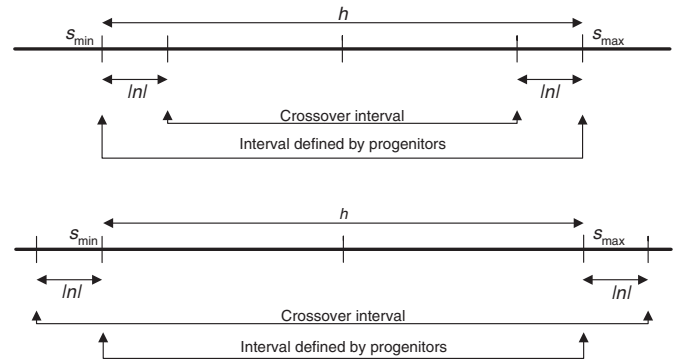 h
s_min s_max
|n| |n|
Crossover interval
Interval defined by progenitors
h
s_min s_max
|n| |n|
Crossover interval
Interval defined by progenitors